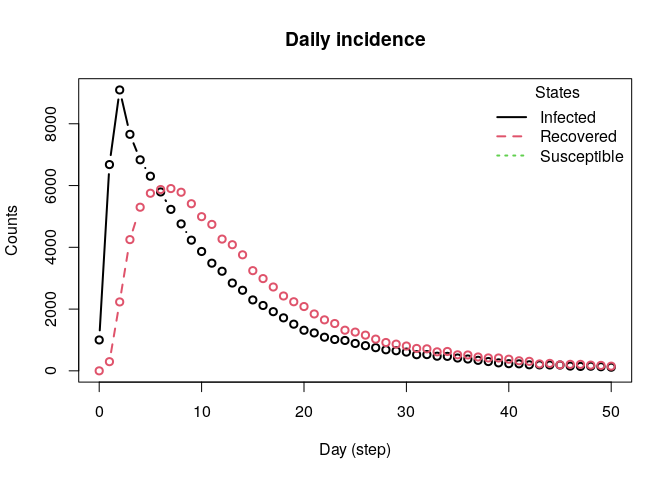 Daily incidence
States
Infected
Recovered
Susceptible
Counts
8000
6000
4000
2000
0
0 10 20 30 40 50
Day (step)